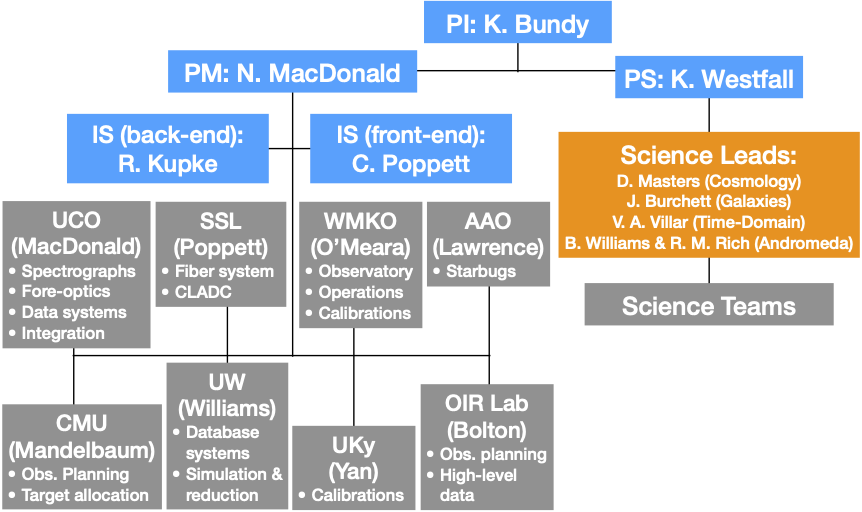 PI: K. Bundy
PM: N. MacDonald
PS: K. Westfall
IS (back-end):
R. Kupke
IS (front-end):
C. Poppett
Science Leads:
D. Masters (Cosmology)
J. Burchett (Galaxies)
V. A. Villar (Time-Domain)
B. Williams & R. M. Rich (Andromeda)
Science Teams
UCO
(MacDonald)
• Spectrographs
• Fore-optics
• Data systems
• Integration
SSL
(Poppett)
• Fiber system
• CLADC
WMKO
(O’Meara)
• Observatory
• Operations
• Calibrations
AAO
(Lawrence)
• Starbugs
CMU
(Mandelbaum)
• Obs. Planning
• Target allocation
UW
(Williams)
• Database
systems
• Simulation &
reduction
UKy
(Yan)
• Calibrations
OIR Lab
(Bolton)
• Obs. planning
• High-level
data